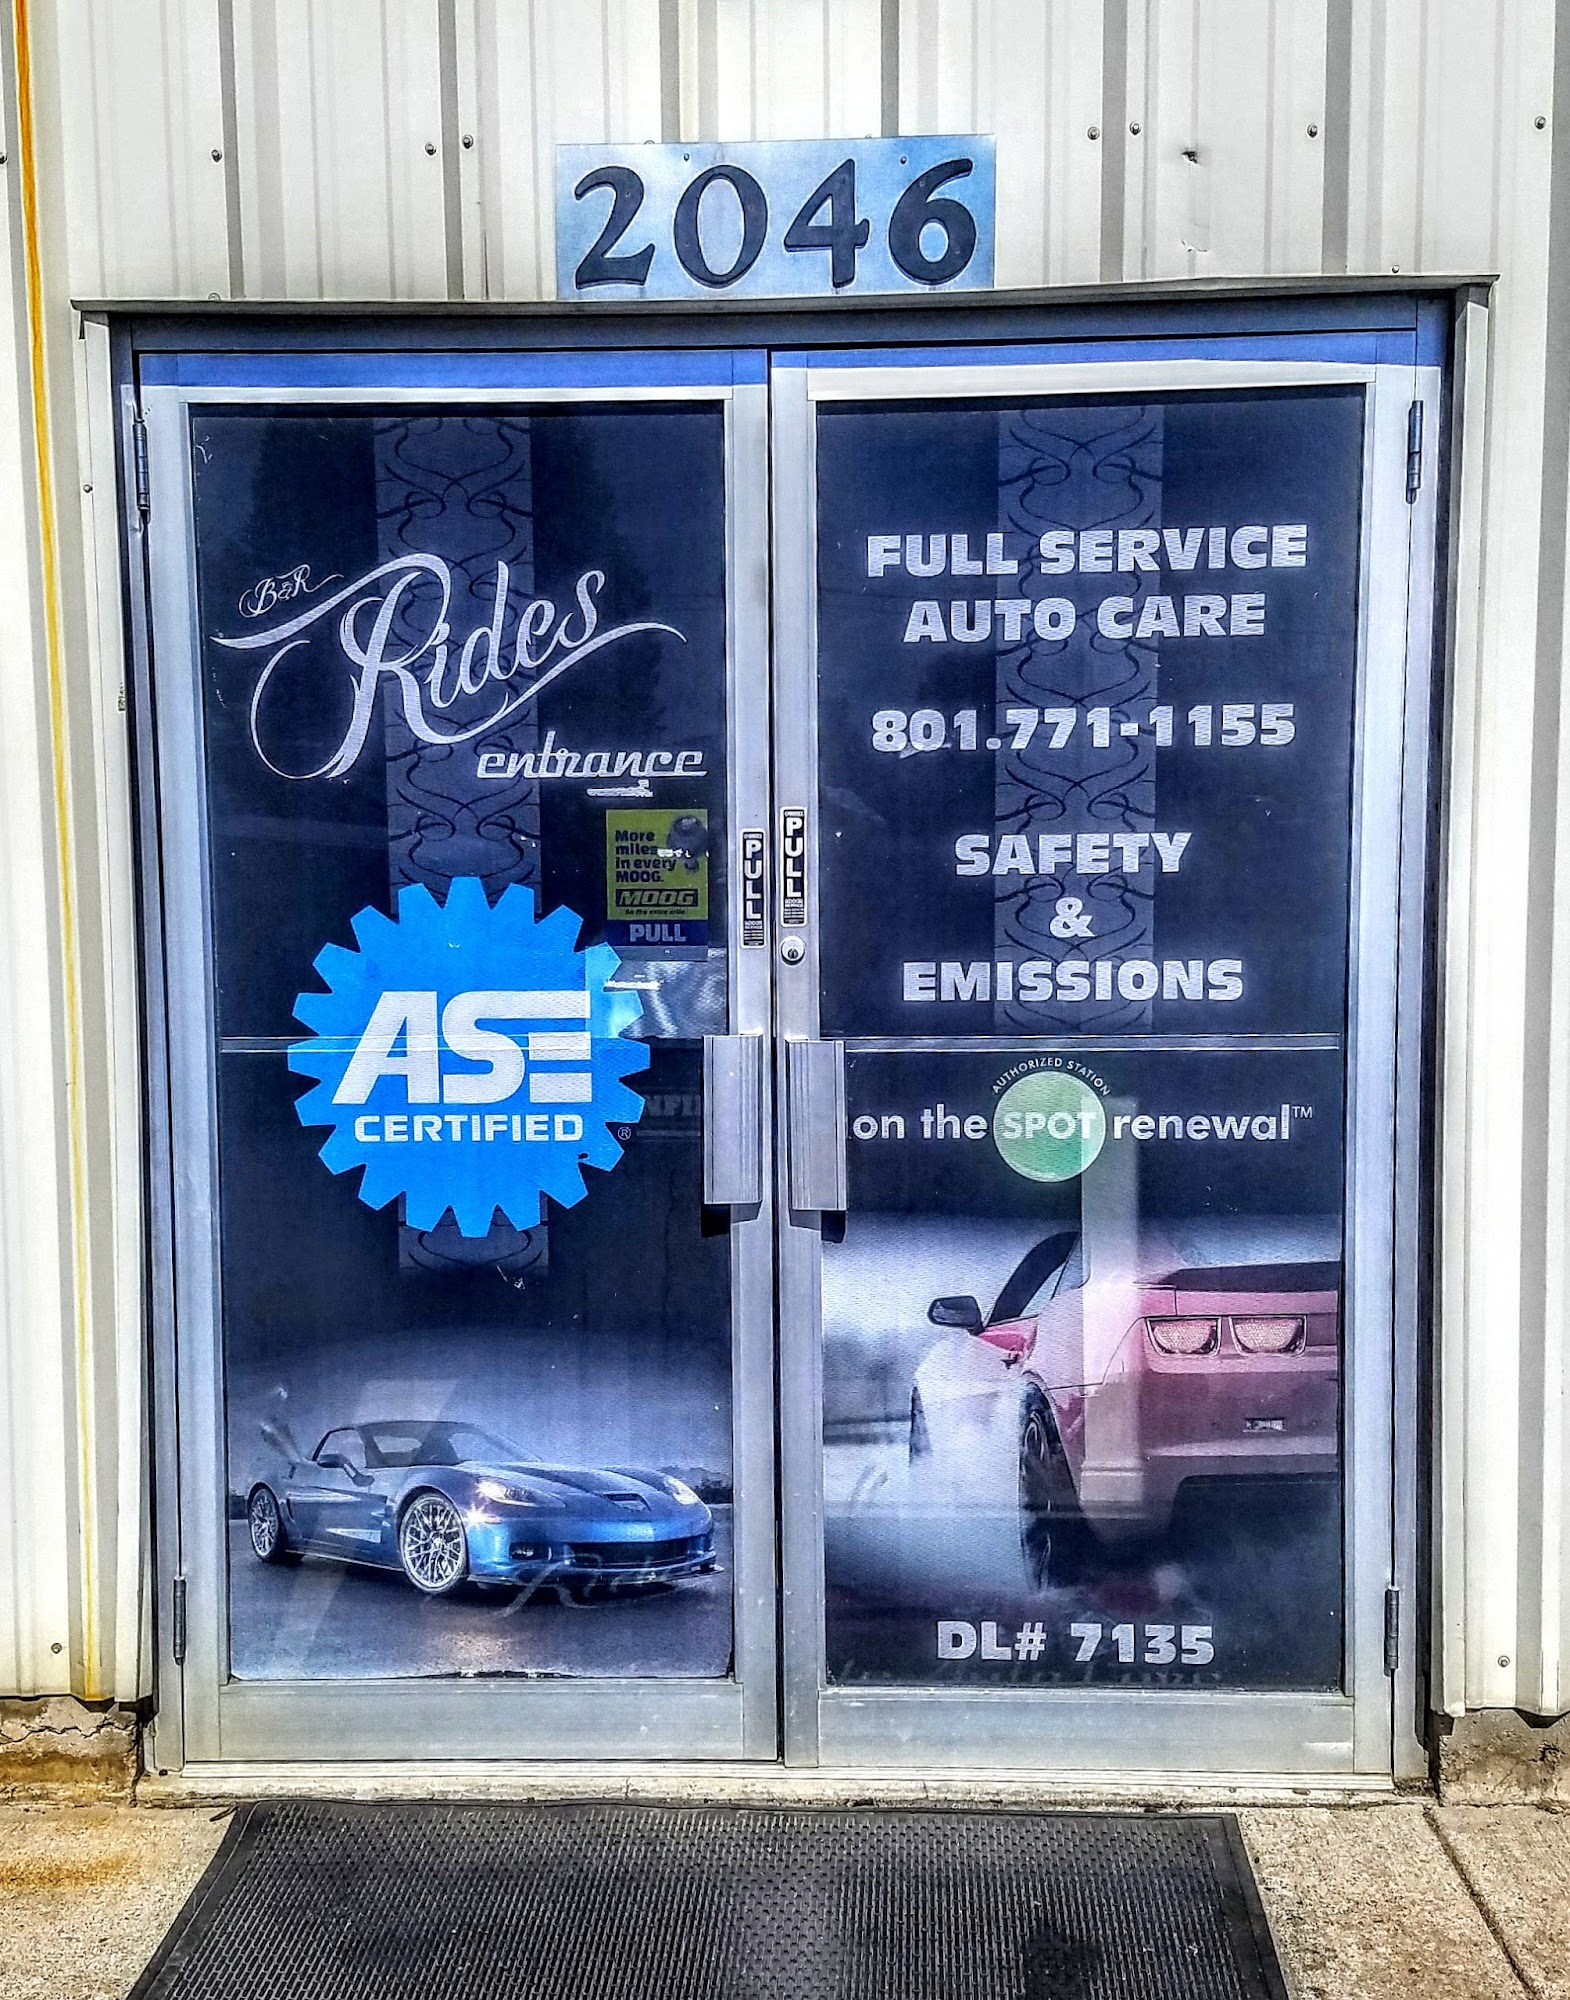 2046
B&R
Rides
entrance
More
miles
in every
MOOG.
MOOG
PULL
PULL
PULL
ASE
CERTIFIED
®
FULL SERVICE
AUTO CARE
801.771-1155
SAFETY
&
EMISSIONS
AUTHORIZED STATION
on the SPOT renewal™
DL# 7135